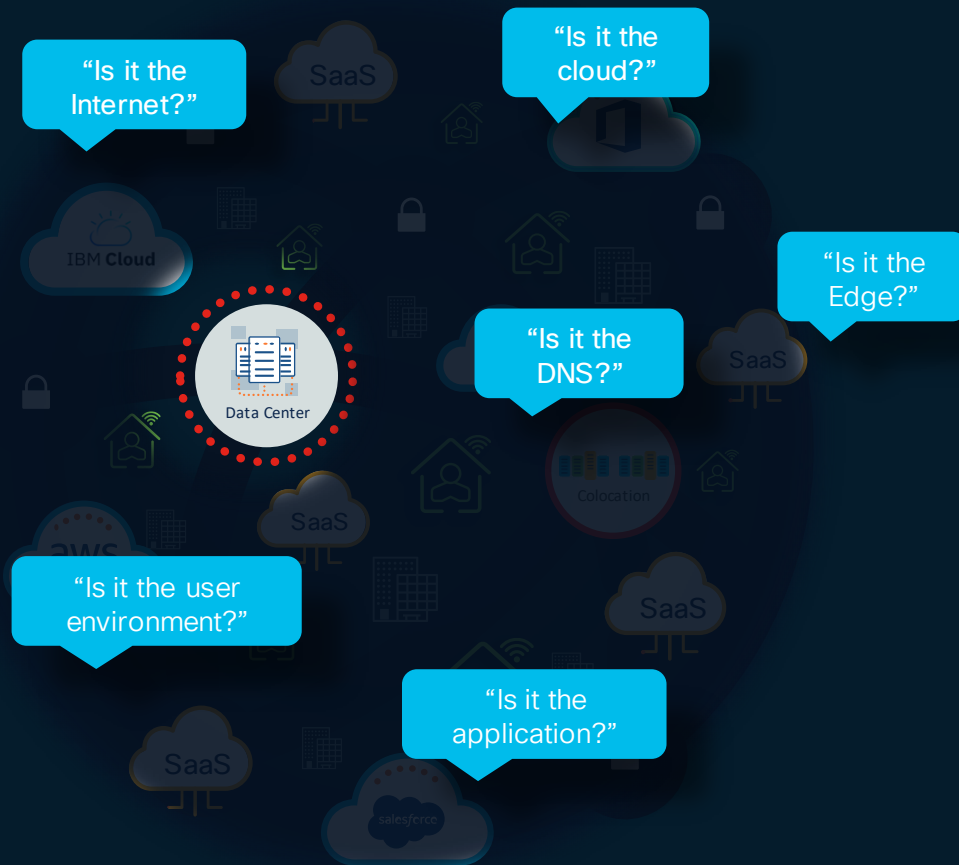 “Is it the
cloud?”
“Is it the
Internet?”
SaaS
IBM Cloud
“Is it the
Edge?”
“Is it the
DNS?”
SaaS
Data Center
Colocation
SaaS
aws
“Is it the user
environment?”
SaaS
“Is it the
application?”
SaaS
salesforce